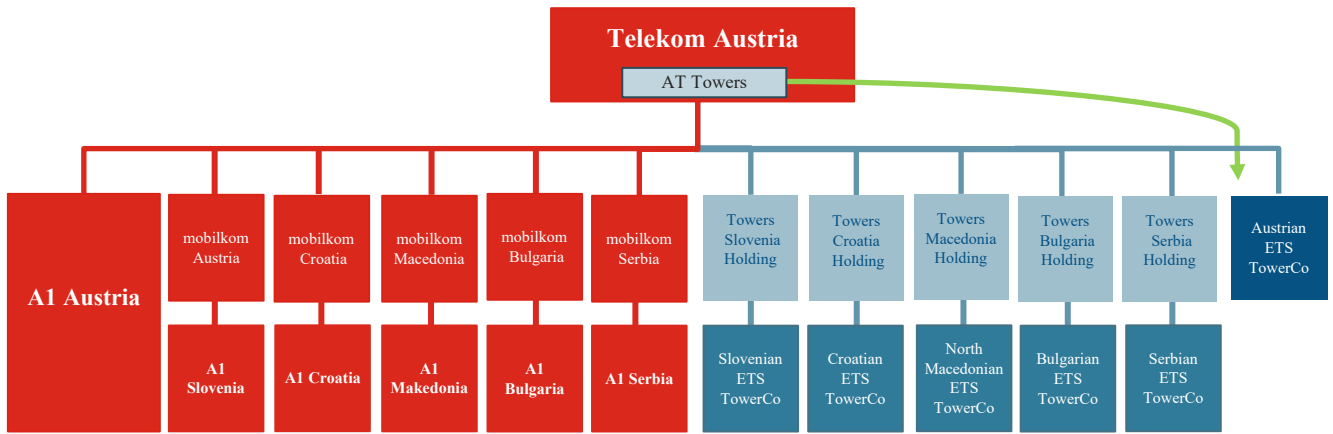 Telekom Austria
AT Towers
A1 Austria
mobilkom
Austria
mobilkom
Croatia
mobilkom
Macedonia
mobilkom
Bulgaria
mobilkom
Serbia
Towers
Slovenia
Holding
Towers
Croatia
Holding
Towers
Macedonia
Holding
Towers
Bulgaria
Holding
Towers
Serbia
Holding
Austrian
ETS
TowerCo
A1
Slovenia
A1 Croatia
A1
Makedonia
A1
Bulgaria
A1 Serbia
Slovenian
ETS
TowerCo
Croatian
ETS
TowerCo
North
Macedonian
ETS
TowerCo
Bulgarian
ETS
TowerCo
Serbian
ETS
TowerCo